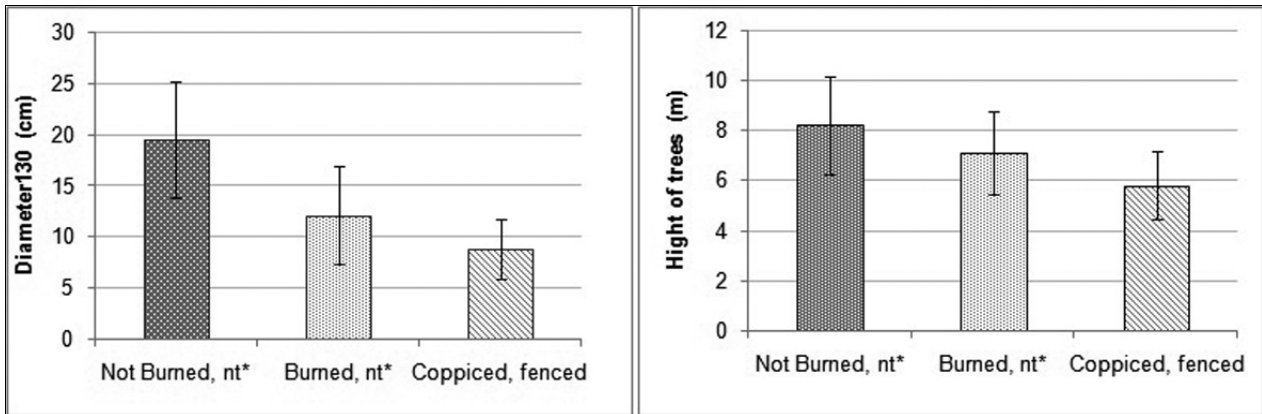 30
25
20
15
10
5
0
Diameter130 (cm)
Not Burned, nt*
Burned, nt*
Coppiced, fenced
12
10
8
6
4
2
0
Hight of trees (m)
Not Burned, nt*
Burned, nt*
Coppiced, fenced